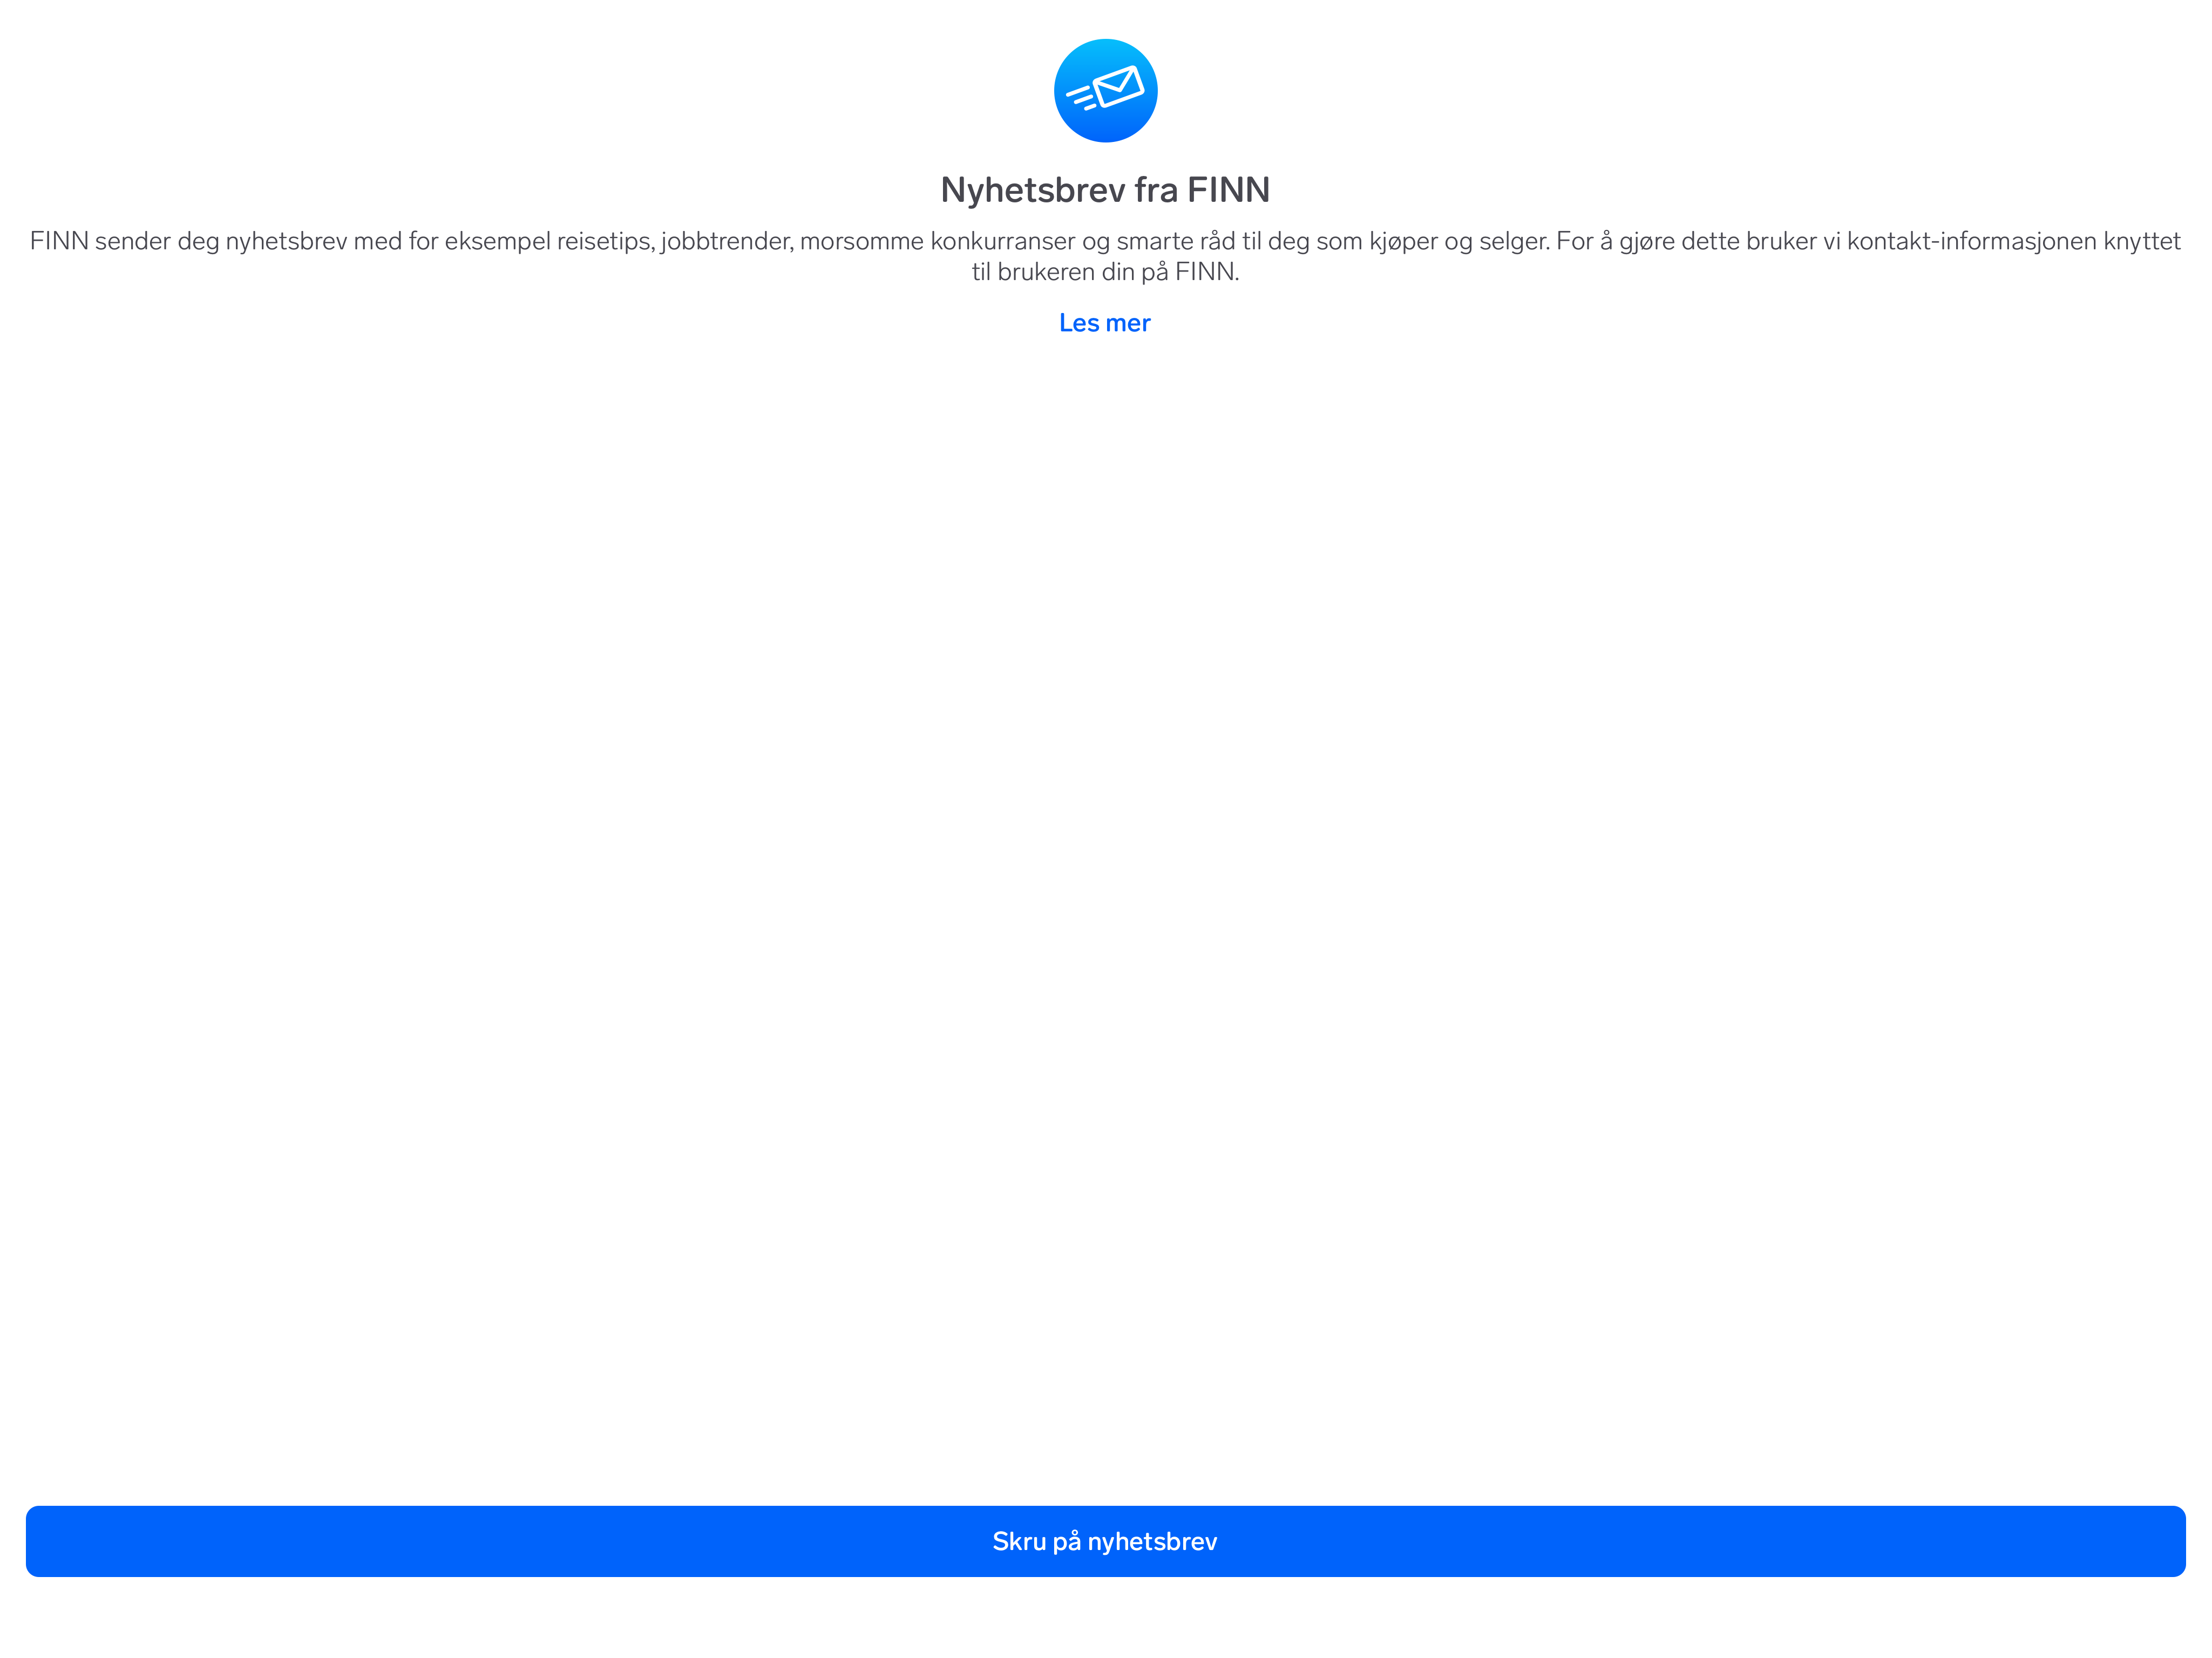 Nyhetsbrev fra FINN
FINN sender deg nyhetsbrev med for eksempel reisetips, jobbtrender, morsomme konkurranser og smarte råd til deg som kjøper og selger. For å gjøre dette bruker vi kontakt-informasjonen knyttet
til brukeren din på FINN.
Les mer
Skru på nyhetsbrev